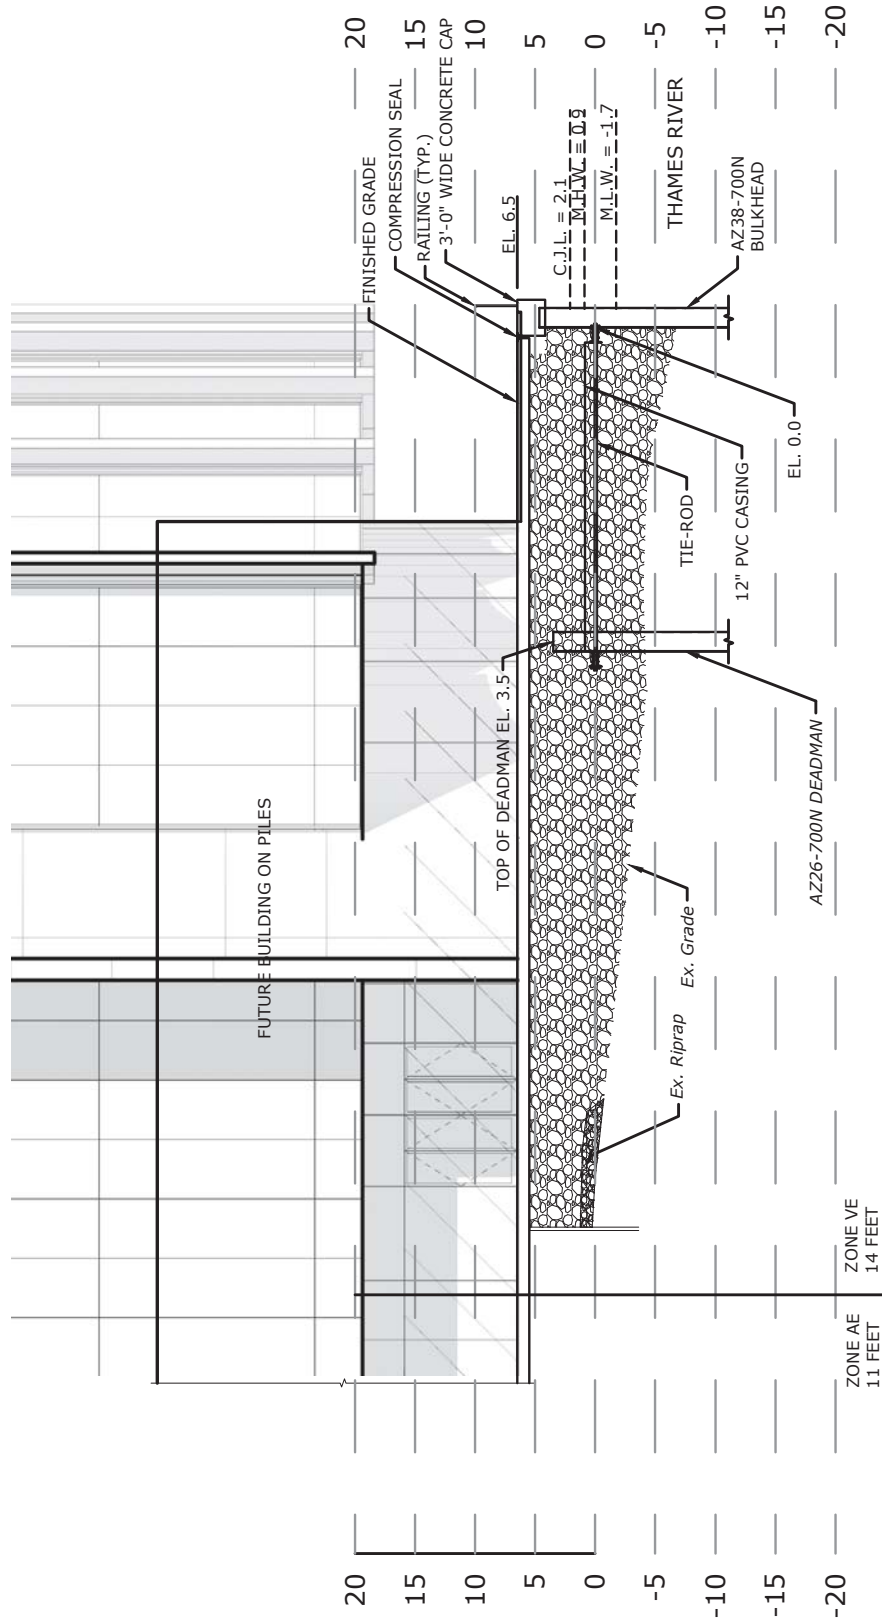 20
15
10
5
0
-5
-10
-15
-20
FINISHED GRADE
COMPRESSION SEAL
RAILING (TYP.)
3'-0" WIDE CONCRETE CAP
EL. 6.5
C.J.L. = 2.1
M.H.W. = 0.9
M.L.W. = -1.7
THAMES RIVER
AZ38-700N
BULKHEAD
EL. 0.0
12" PVC CASING
TIE-ROD
TOP OF DEADMAN EL. 3.5
AZ26-700N DEADMAN
FUTURE BUILDING ON PILES
Ex. Grade
Ex. Riprap
ZONE VE
14 FEET
ZONE AE
11 FEET
20
15
10
5
0
-5
-10
-15
-20